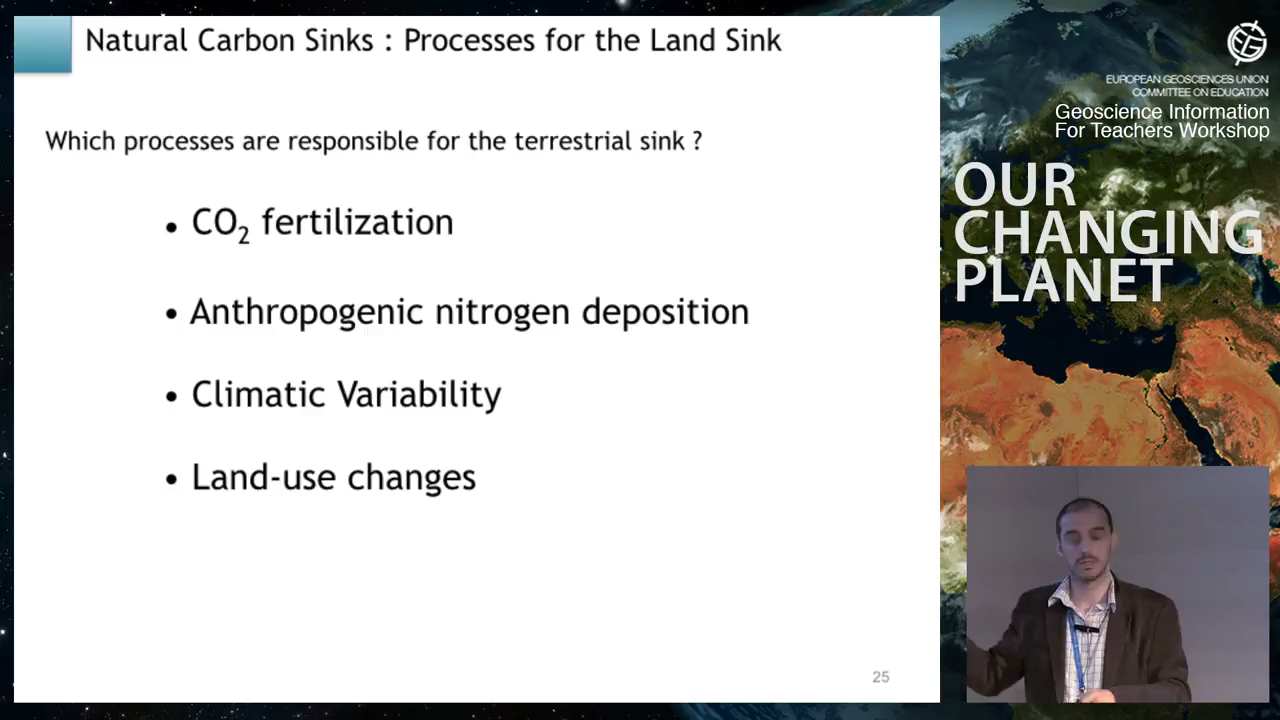 Natural Carbon Sinks : Processes for the Land Sink
Which processes are responsible for the terrestrial sink ?
• CO₂ fertilization
• Anthropogenic nitrogen deposition
• Climatic Variability
• Land-use changes
25
EGU
EUROPEAN GEOSCIENCES UNION
COMMITTEE ON EDUCATION
Geoscience Information
For Teachers Workshop
OUR
CHANGING
PLANET